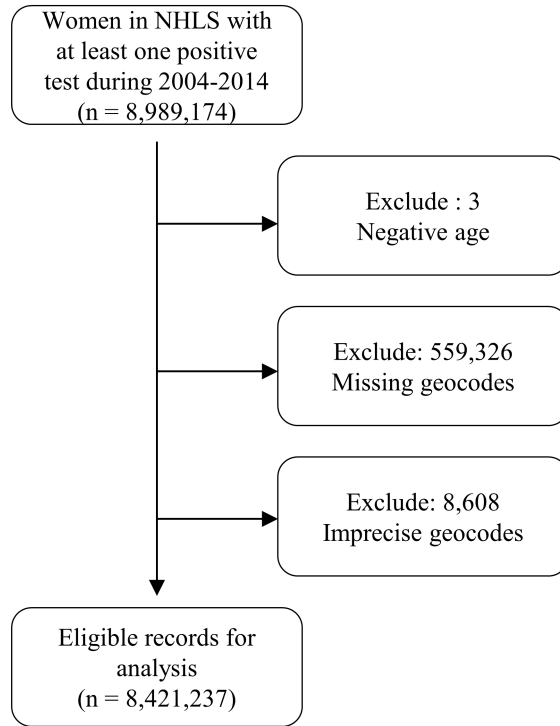 Women in NHLS with
at least one positive
test during 2004-2014
(n = 8,989,174)
Exclude : 3
Negative age
Exclude: 559,326
Missing geocodes
Exclude: 8,608
Imprecise geocodes
Eligible records for
analysis
(n = 8,421,237)